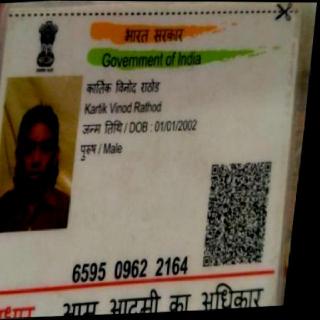 भारत सरकार
Government of India
कार्तिक विनोद राठोड
Kartik Vinod Rathod
जन्म तिथि / DOB : 01/01/2002
पुरुष / Male
6595 0962 2164
आम आदमी का अधिकार